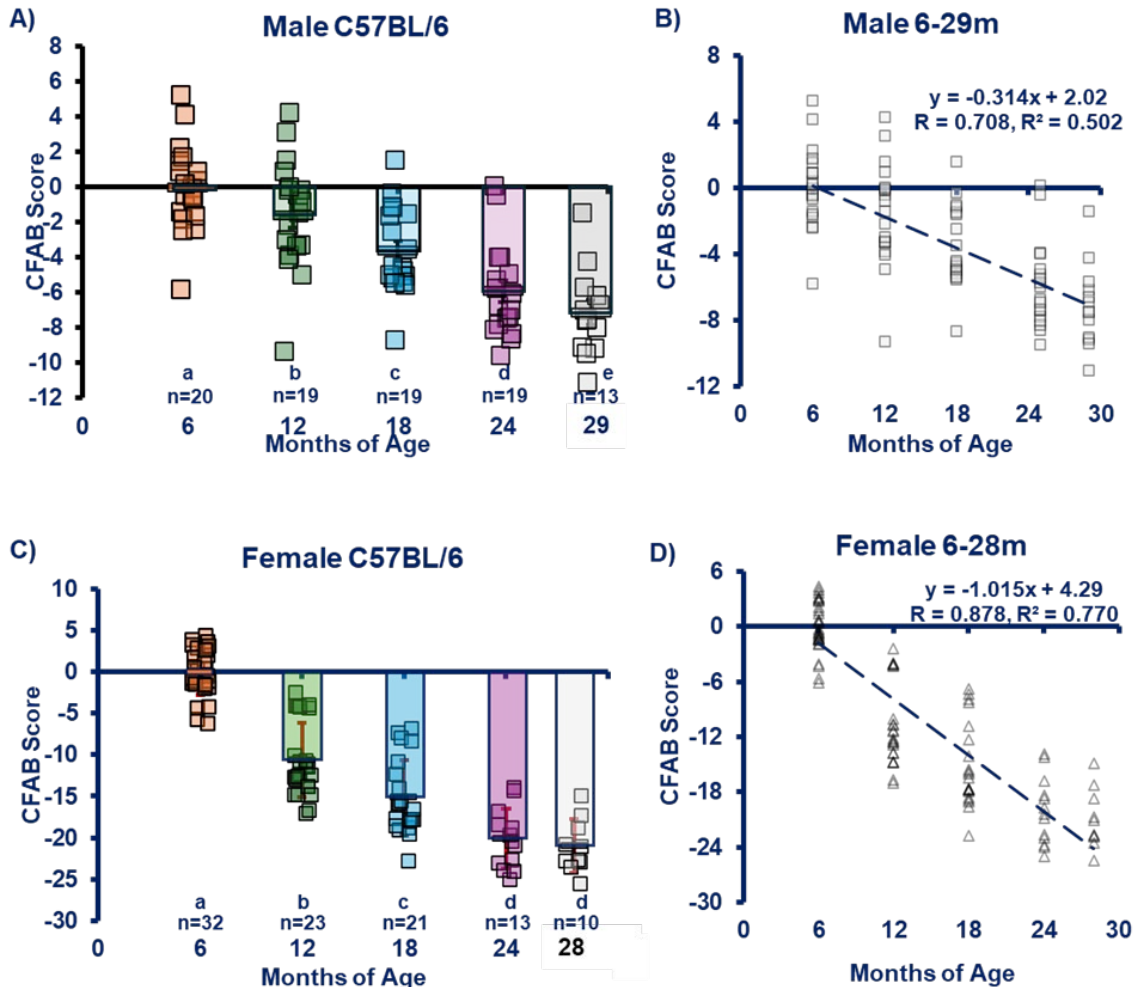 A)
Male C57BL/6
CFAB Score
8
6
4
2
0
-2
-4
-6
-8
-10
-12
a
b
c
d
e
n=20
n=19
n=19
n=19
n=13
0
6
12
18
24
29
Months of Age
B)
Male 6-29m
y = -0.314x + 2.02
R = 0.708, R² = 0.502
CFAB Score
8
4
0
-4
-8
-12
0
6
12
18
24
30
Months of Age
C)
Female C57BL/6
CFAB Score
10
5
0
-5
-10
-15
-20
-25
-30
a
b
c
d
d
n=32
n=23
n=21
n=13
n=10
0
6
12
18
24
28
Months of Age
D)
Female 6-28m
y = -1.015x + 4.29
R = 0.878, R² = 0.770
CFAB Score
6
0
-6
-12
-18
-24
-30
0
6
12
18
24
30
Months of Age